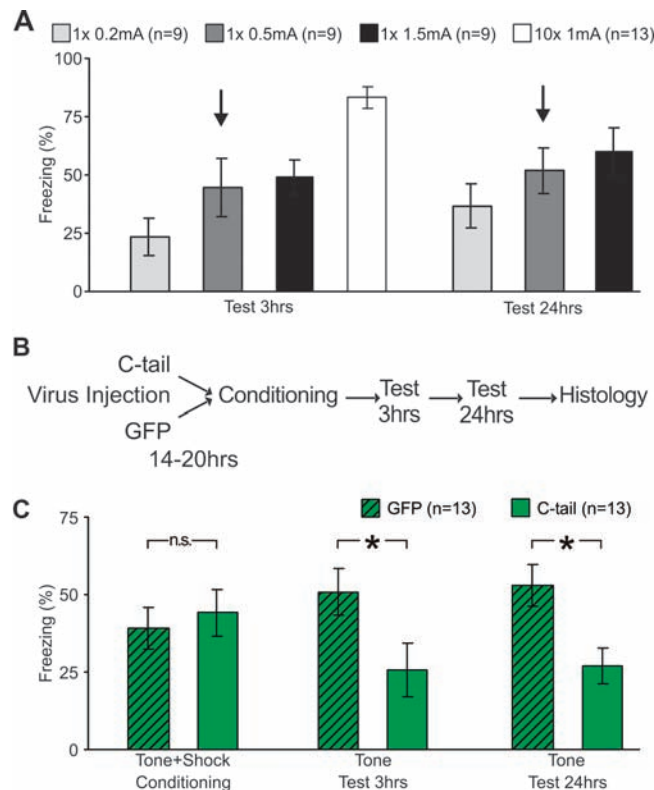 A
1x 0.2mA (n=9) 1x 0.5mA (n=9) 1x 1.5mA (n=9) 10x 1mA (n=13)
100
75
50
25
0
Freezing (%)
Test 3hrs Test 24hrs
B
C-tail
Virus Injection Conditioning Test 3hrs Test 24hrs Histology
GFP
14-20hrs
C
GFP (n=13) C-tail (n=13)
75
50
25
0
Freezing (%)
n.s. * *
Tone+Shock Tone Tone
Conditioning Test 3hrs Test 24hrs